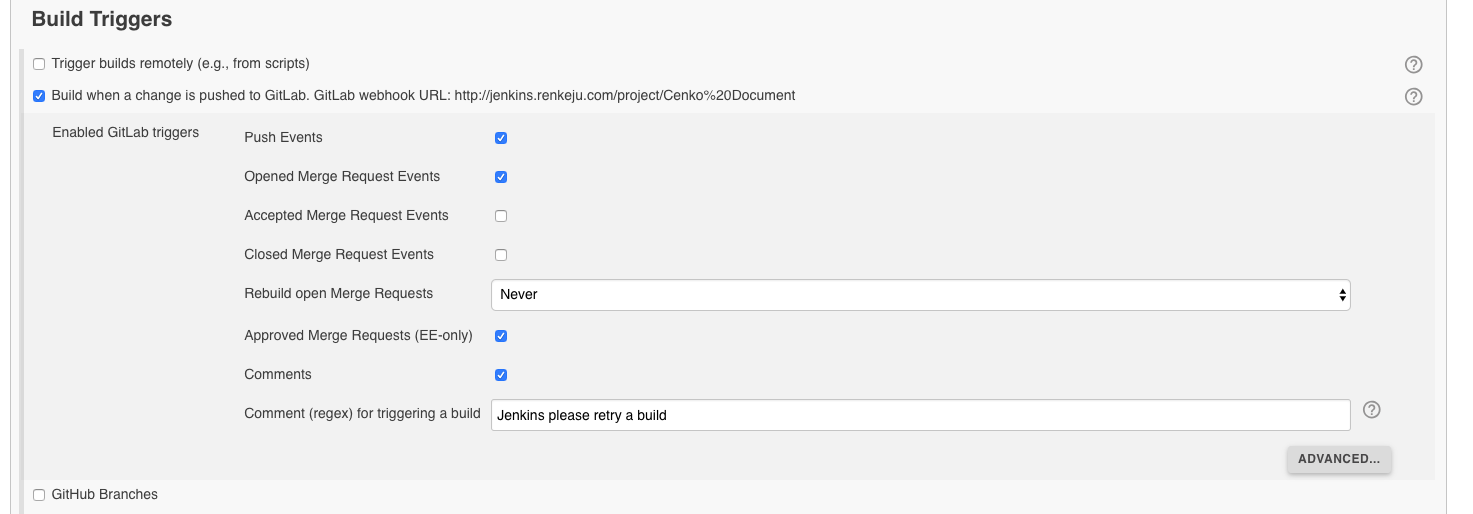 Build Triggers
Trigger builds remotely (e.g., from scripts)
Build when a change is pushed to GitLab. GitLab webhook URL: http://jenkins.renkeju.com/project/Cenko%20Document
Enabled GitLab triggers
Push Events
Opened Merge Request Events
Accepted Merge Request Events
Closed Merge Request Events
Rebuild open Merge Requests
Never
Approved Merge Requests (EE-only)
Comments
Comment (regex) for triggering a build
Jenkins please retry a build
ADVANCED...
GitHub Branches